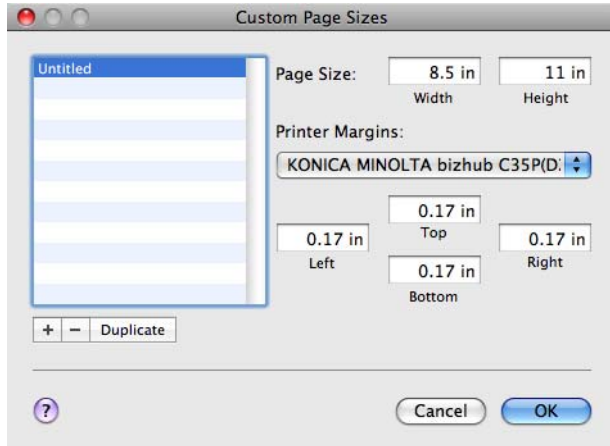 Custom Page Sizes
Untitled
Page Size:
8.5 in
11 in
Width
Height
Printer Margins:
KONICA MINOLTA bizhub C35P(D:
0.17 in
Top
0.17 in
Left
0.17 in
Right
0.17 in
Bottom
+ − Duplicate
?
Cancel
OK